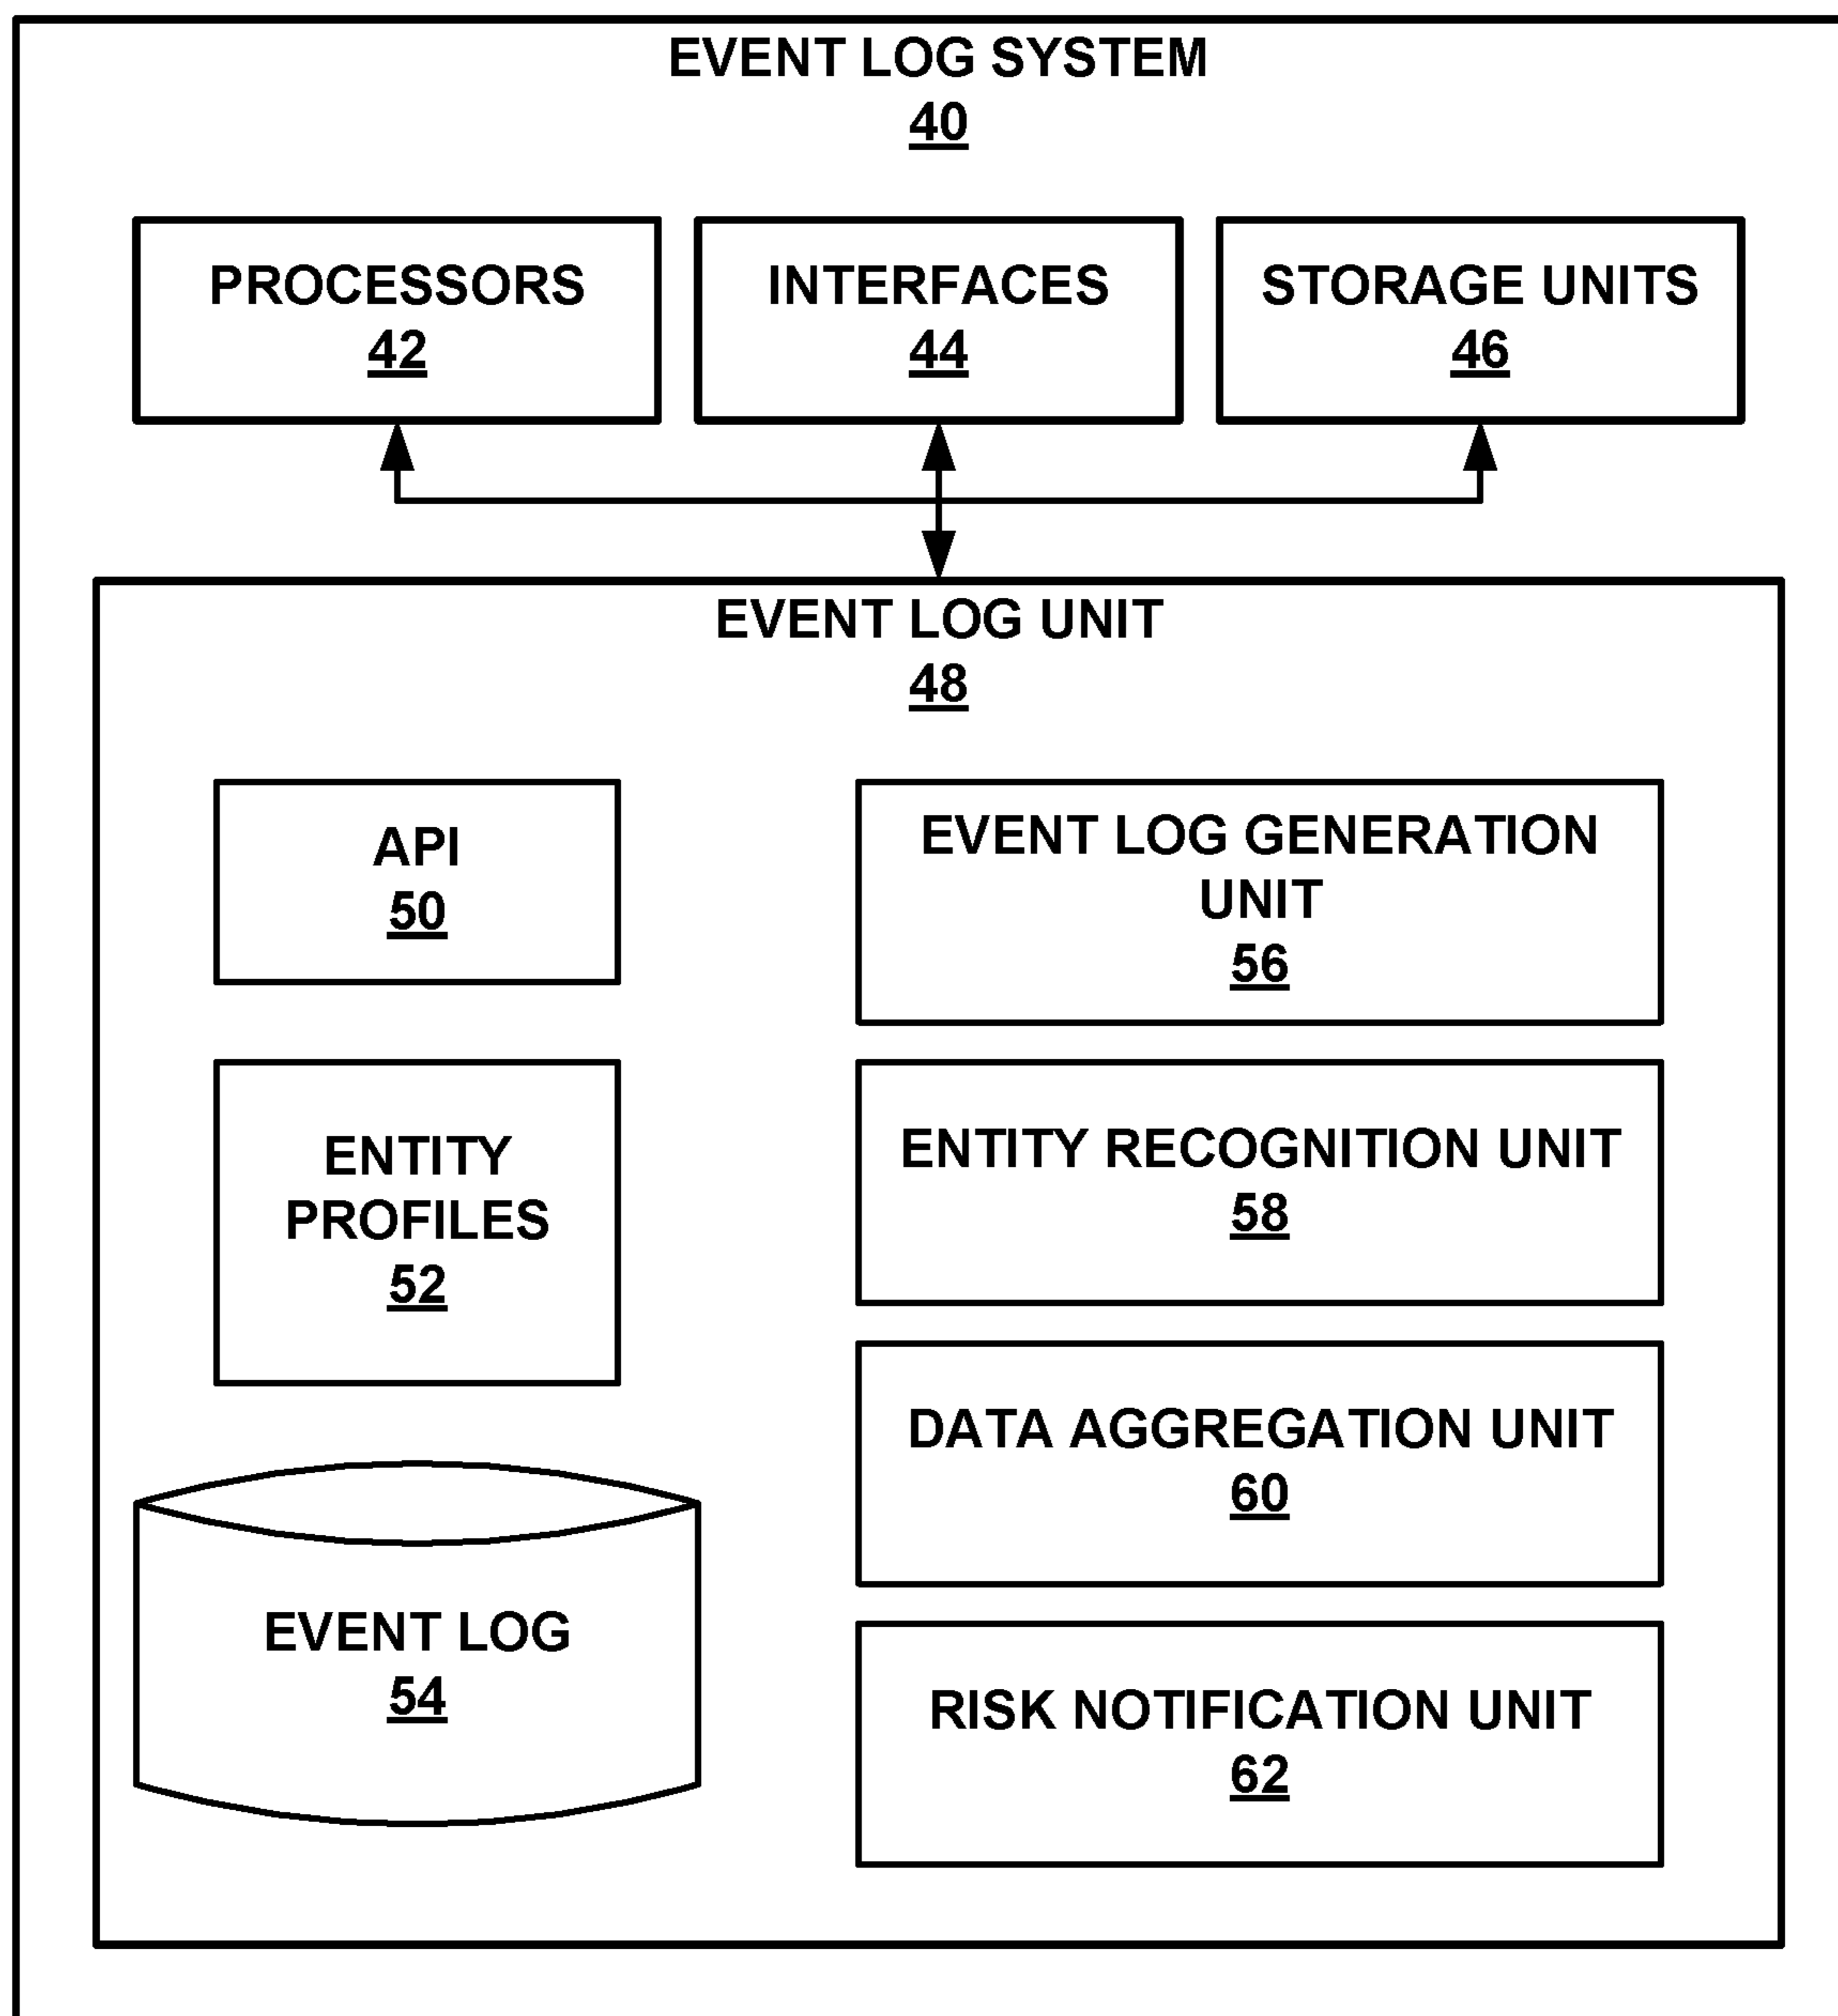 EVENT LOG SYSTEM
40
PROCESSORS
42
INTERFACES
44
STORAGE UNITS
46
EVENT LOG UNIT
48
API
50
ENTITY
PROFILES
52
EVENT LOG
54
EVENT LOG GENERATION
UNIT
56
ENTITY RECOGNITION UNIT
58
DATA AGGREGATION UNIT
60
RISK NOTIFICATION UNIT
62